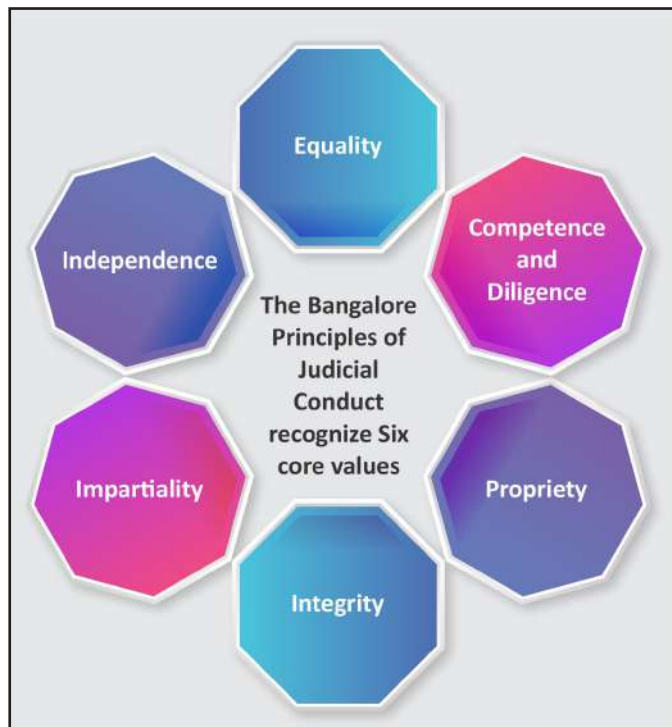 Equality
Competence
and
Diligence
Independence
The Bangalore
Principles of
Judicial
Conduct
recognize Six
core values
Impartiality
Propriety
Integrity